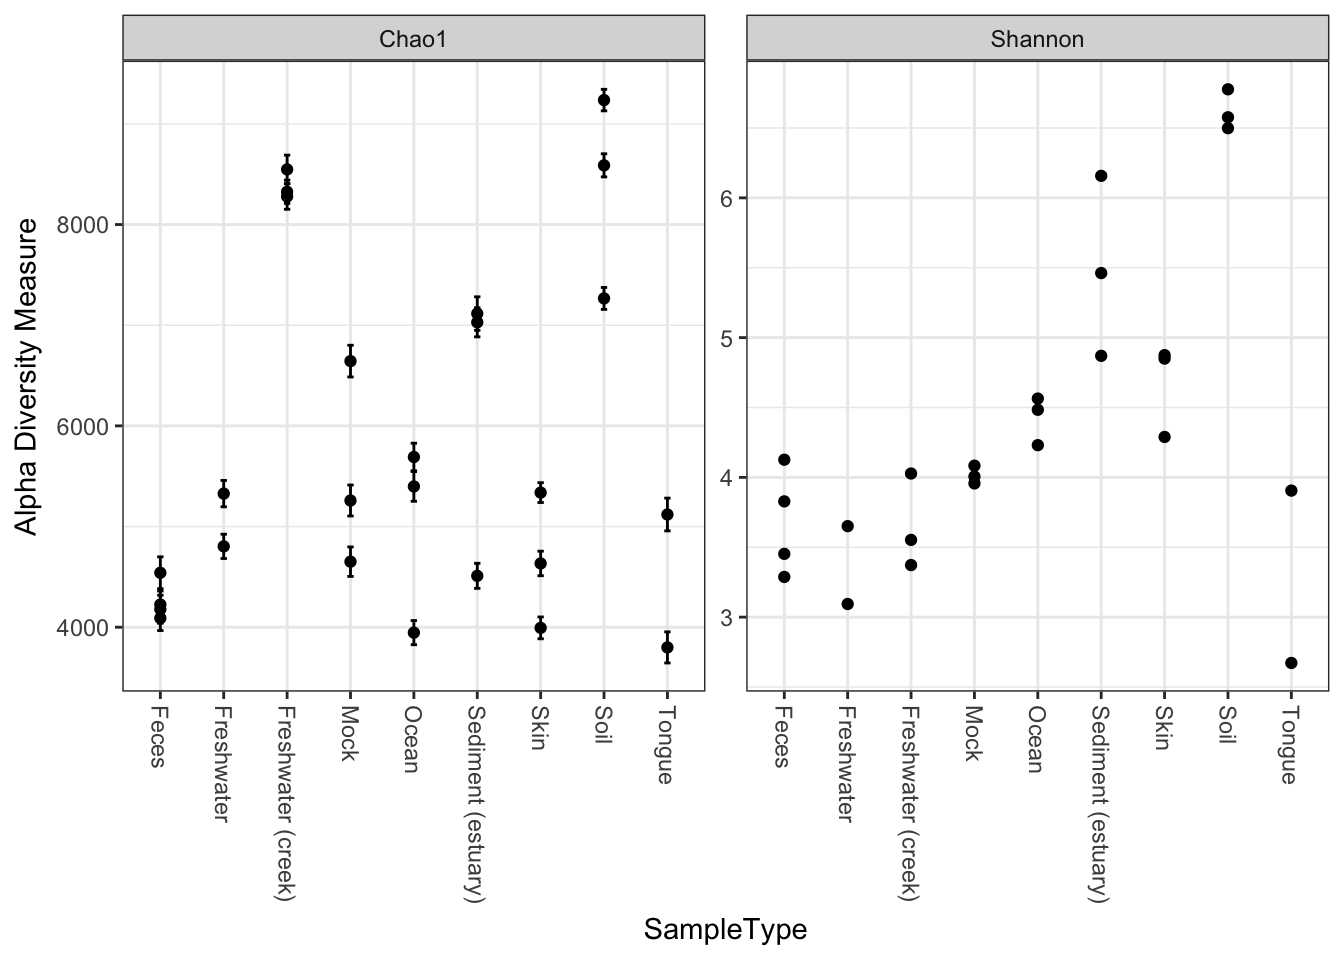 Chao1
Shannon
Alpha Diversity Measure
8000
6000
4000
6
5
4
3
Feces
Freshwater
Freshwater (creek)
Mock
Ocean
Sediment (estuary)
Skin
Soil
Tongue
Feces
Freshwater
Freshwater (creek)
Mock
Ocean
Sediment (estuary)
Skin
Soil
Tongue
SampleType